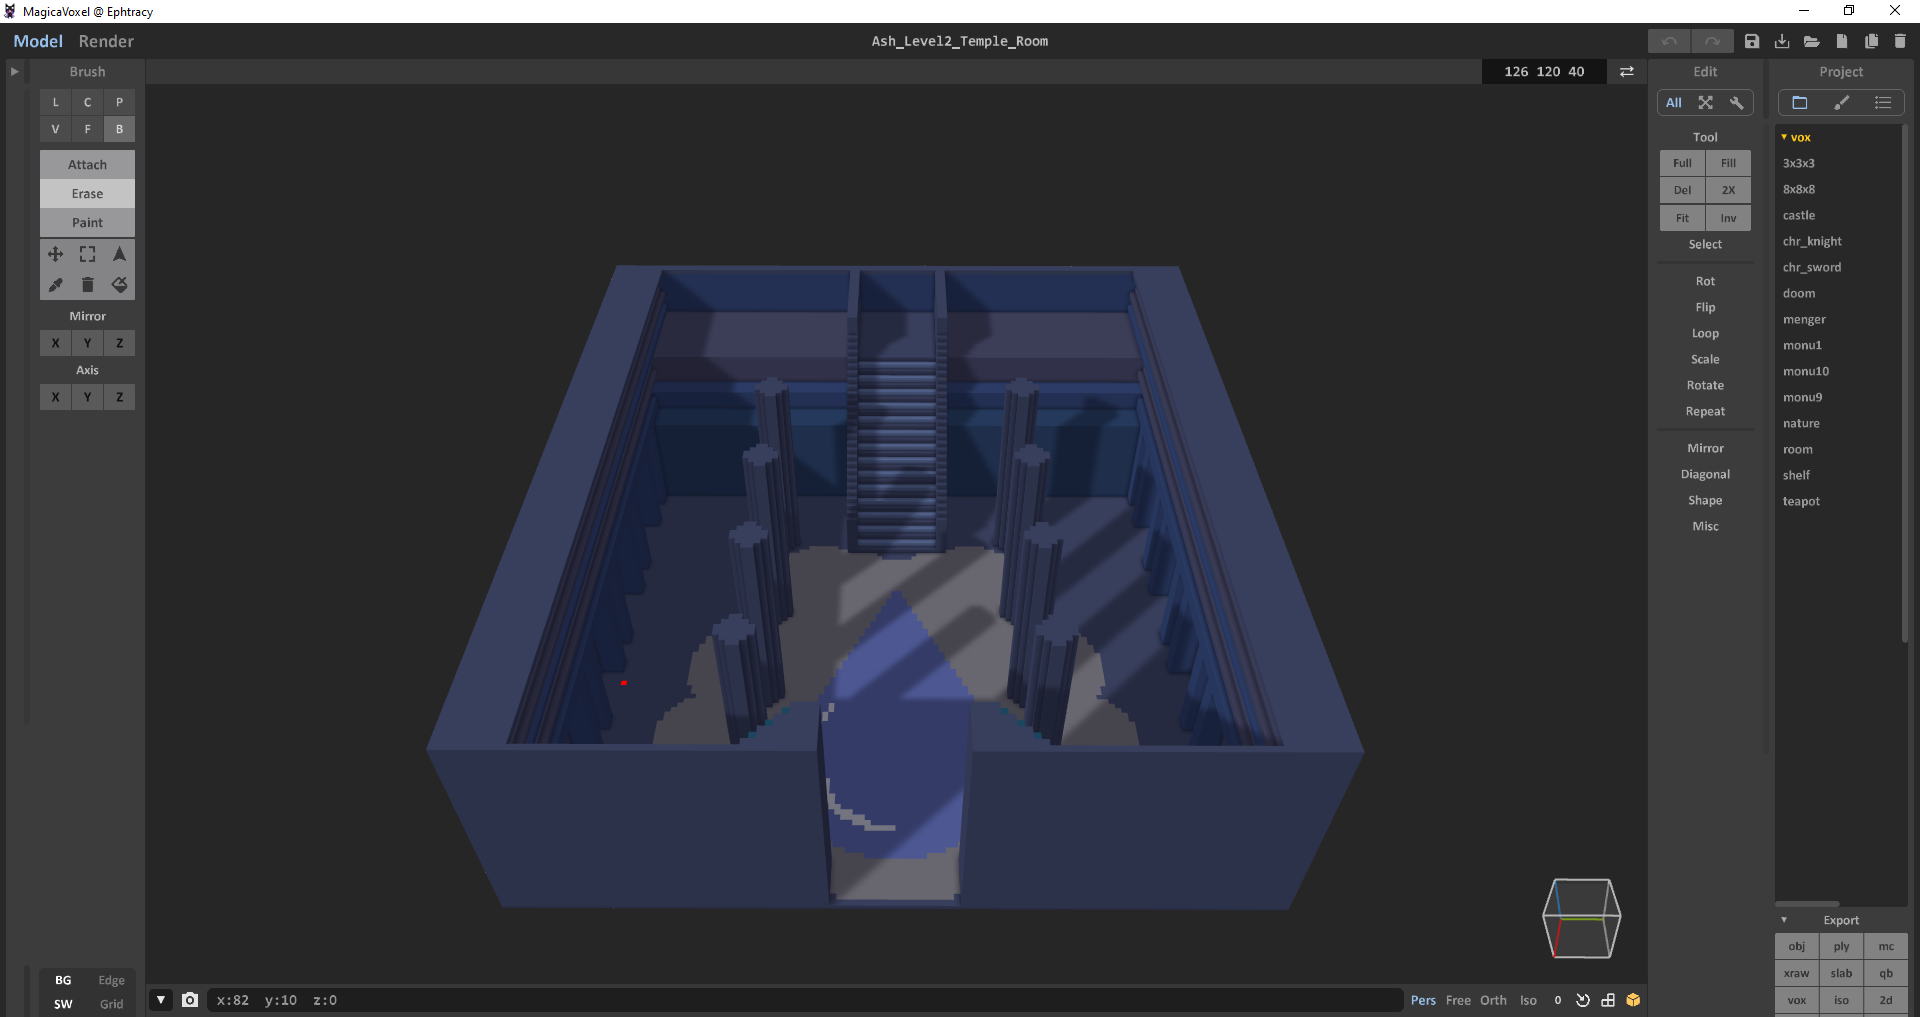 MagicaVoxel @ Ephtracy
Model Render
Ash_Level2_Temple_Room
Brush
126 120 40
Edit
Project
L C P
V F B
All
Attach
Erase
Paint
Mirror
X Y Z
Axis
X Y Z
Tool
Full Fill
Del 2X
Fit Inv
Select
Rot
Flip
Loop
Scale
Rotate
Repeat
Mirror
Diagonal
Shape
Misc
vox
3x3x3
8x8x8
castle
chr_knight
chr_sword
doom
menger
monu1
monu10
monu9
nature
room
shelf
teapot
Export
obj ply mc
xraw slab qb
vox iso 2d
BG Edge
SW Grid
x:82 y:10 z:0
Pers Free Orth Iso 0